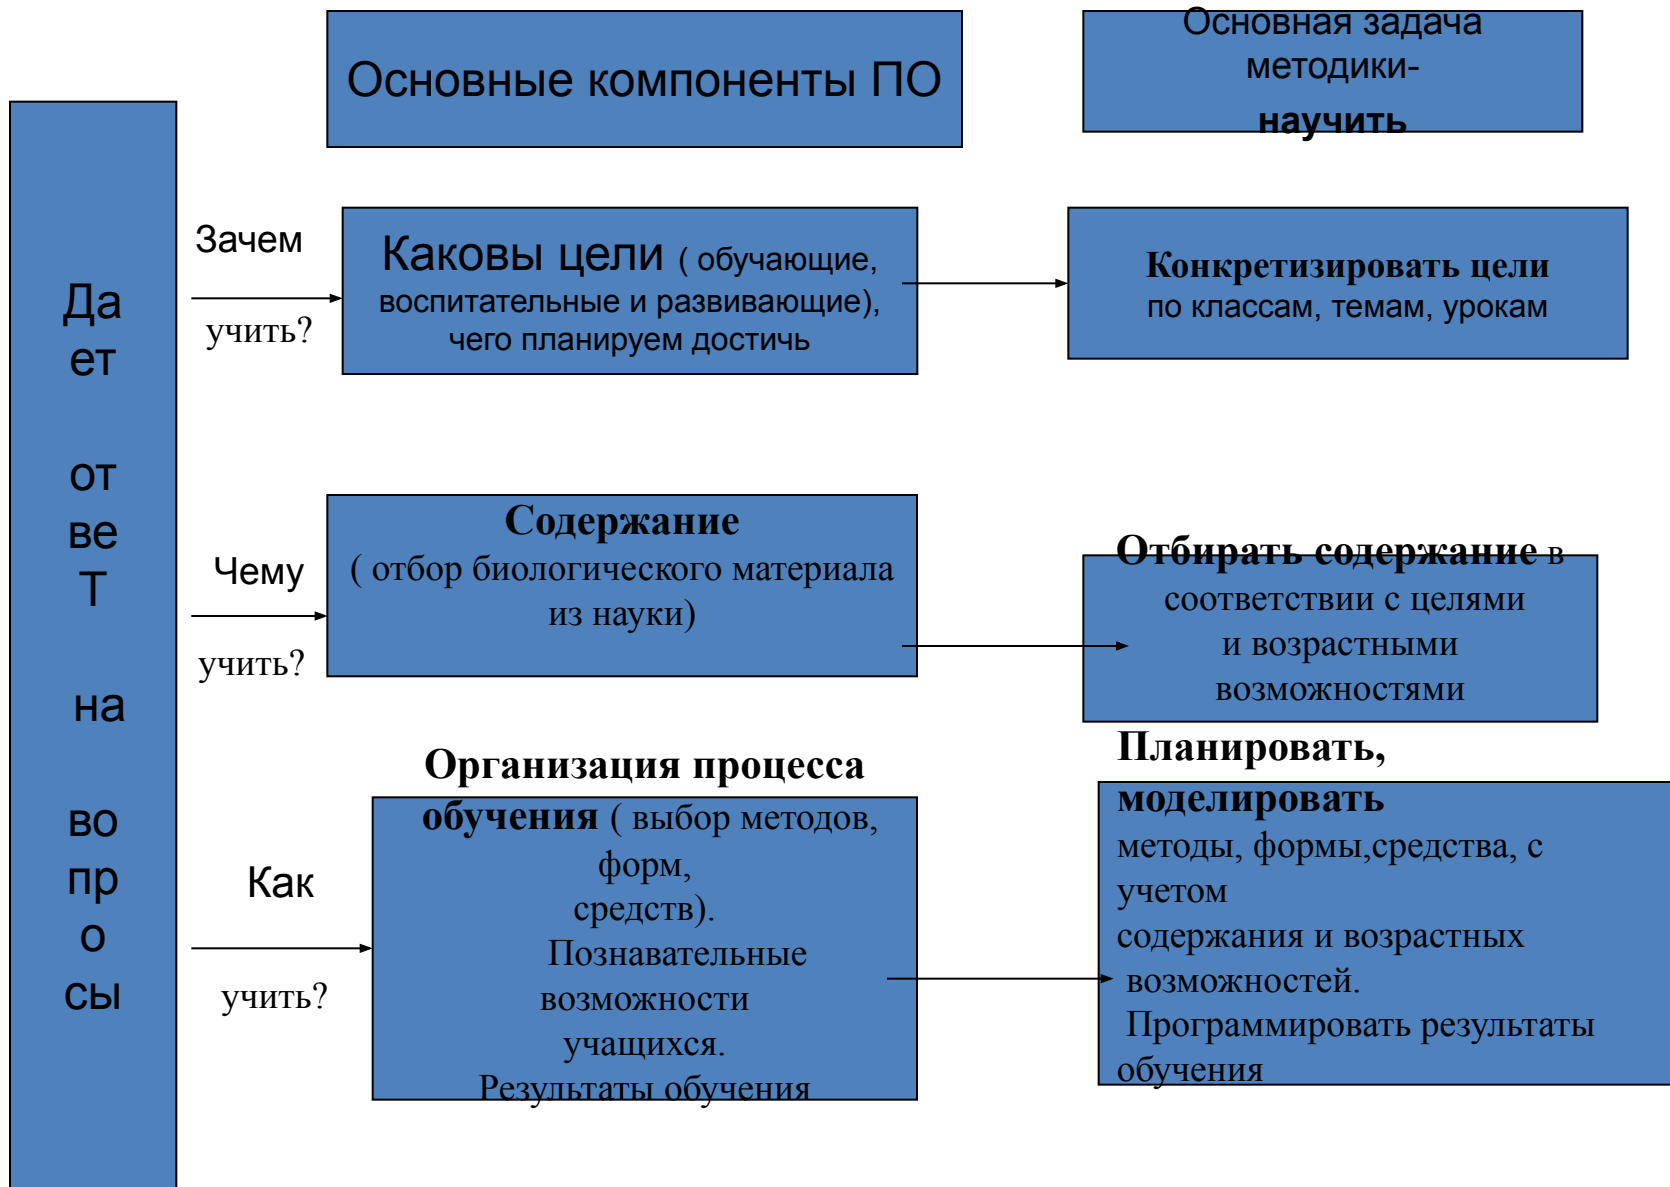 Основные компоненты ПО
Основная задача
методики-
научить
Да
ет
от
ве
Т
на
во
пр
о
сы
Зачем
учить?
Каковы цели ( обучающие,
воспитательные и развивающие),
чего планируем достичь
Конкретизировать цели
по классам, темам, урокам
Чему
учить?
Содержание
( отбор биологического материала
из науки)
Отбирать содержание в
соответствии с целями
и возрастными
возможностями
Как
учить?
Организация процесса
обучения ( выбор методов,
форм,
средств).
Познавательные
возможности
учащихся.
Результаты обучения
Планировать,
моделировать
методы, формы,средства, с
учетом
содержания и возрастных
возможностей.
Программировать результаты
обучения